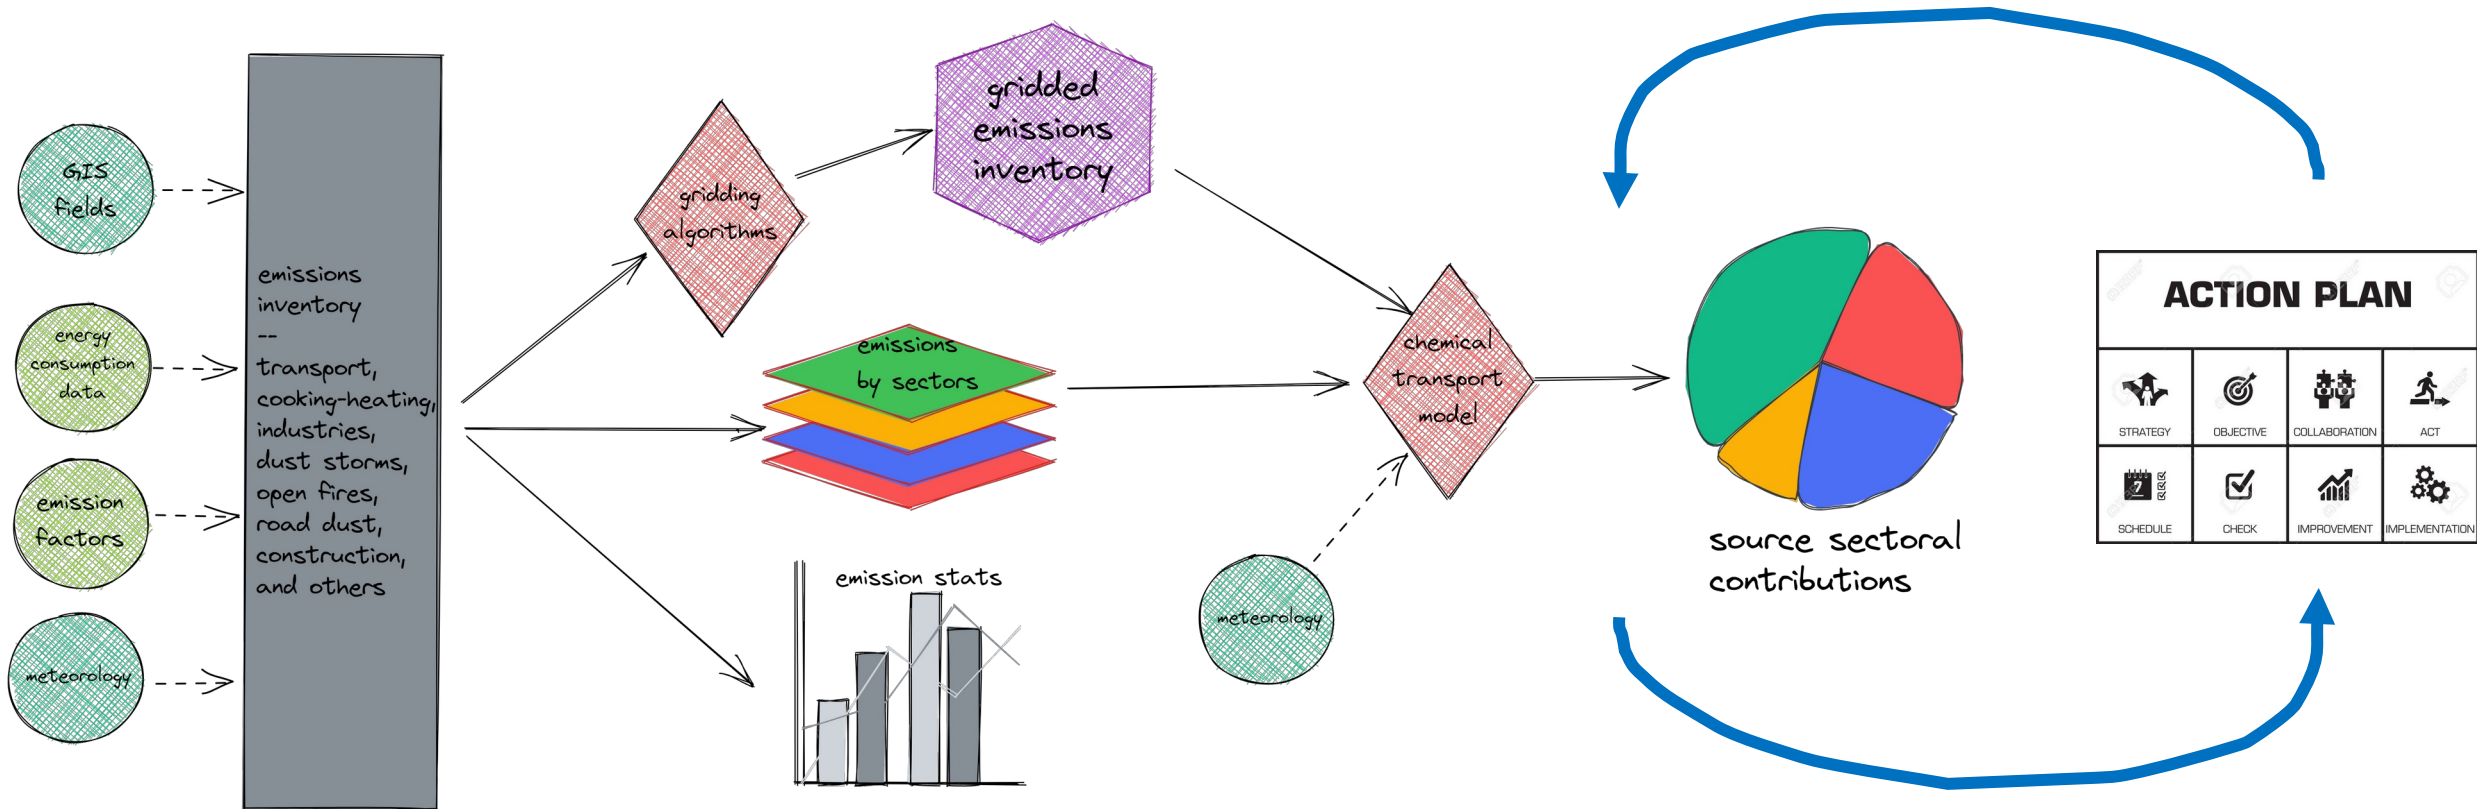 GIS
fields
energy
consumption
data
emission
factors
meteorology
emissions
inventory
--
transport,
cooking-heating,
industries,
dust storms,
open fires,
road dust,
construction,
and others
gridding
algorithms
gridded
emissions
inventory
emissions
by sectors
emission stats
chemical
transport
model
meteorology
source sectoral
contributions
ACTION PLAN
STRATEGY
OBJECTIVE
COLLABORATION
ACT
7
SCHEDULE
CHECK
IMPROVEMENT
IMPLEMENTATION